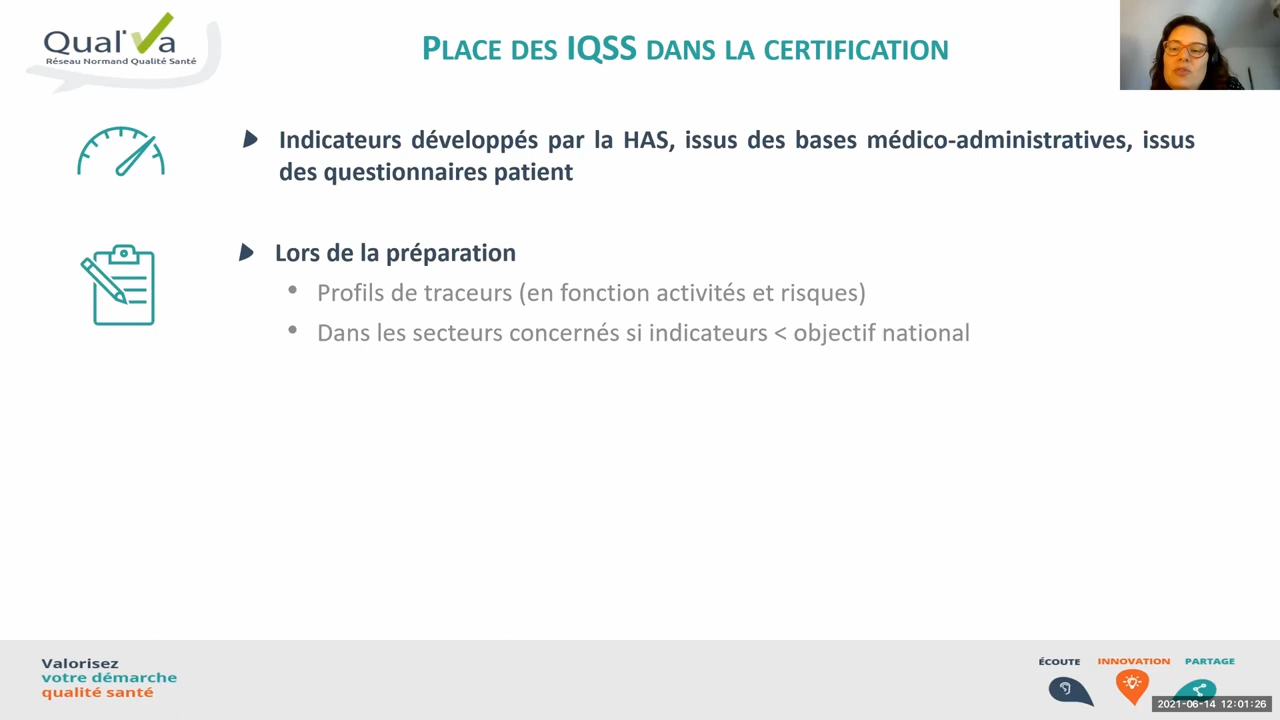 Qual'Va
Réseau Normand Qualité Santé
PLACE DES IQSS DANS LA CERTIFICATION
Indicateurs développés par la HAS, issus des bases médico-administratives, issus
des questionnaires patient
Lors de la préparation
• Profils de traceurs (en fonction activités et risques)
• Dans les secteurs concernés si indicateurs < objectif national
Valorisez
votre démarche
qualité santé
ÉCOUTE INNOVATION PARTAGE
2021-06-14 12:01:26